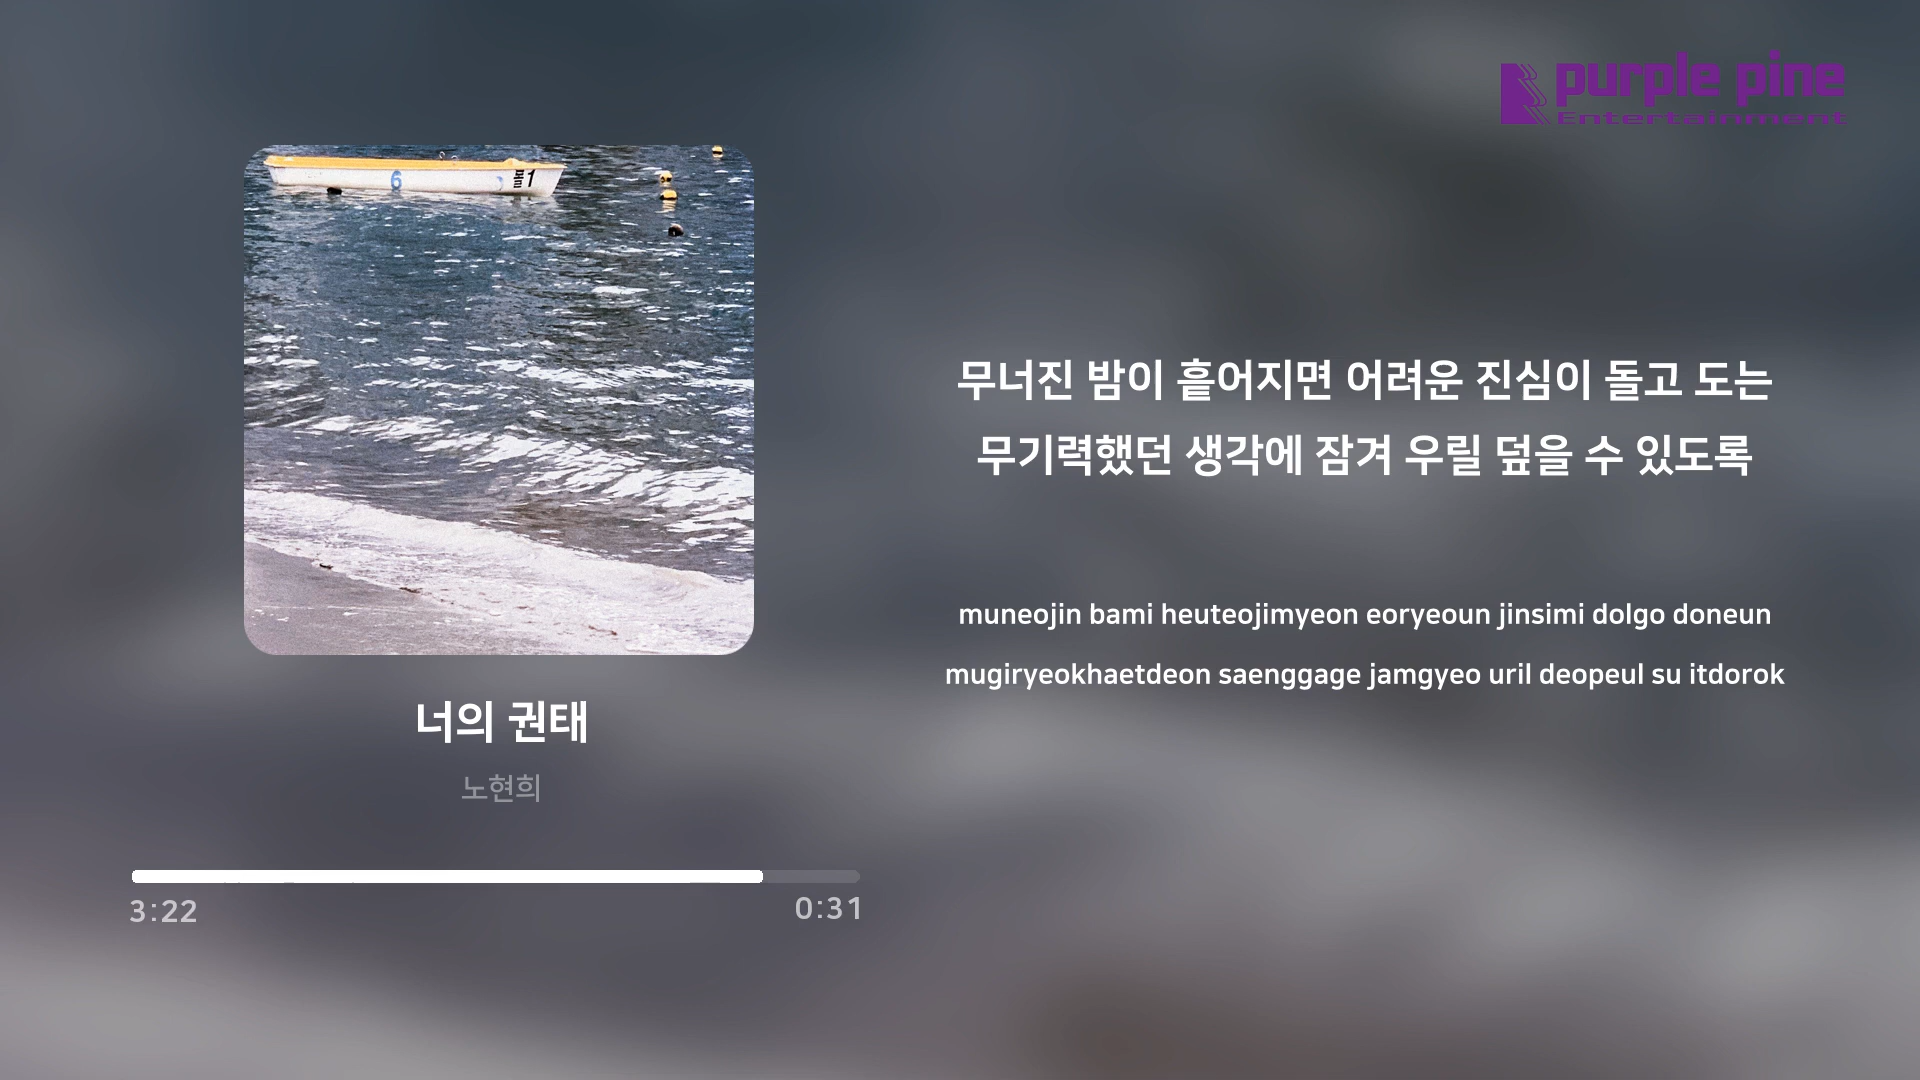 purple pine
Entertainment
6
돌1
너의 권태
노현희
3:22
0:31
무너진 밤이 흩어지면 어려운 진심이 돌고 도는
무기력했던 생각에 잠겨 우릴 덮을 수 있도록
muneojin bami heuteojimyeon eoryeoun jinsimi dolgo doneun
mugiryeokhaetdeon saenggage jamgyeo uril deopeul su itdorok